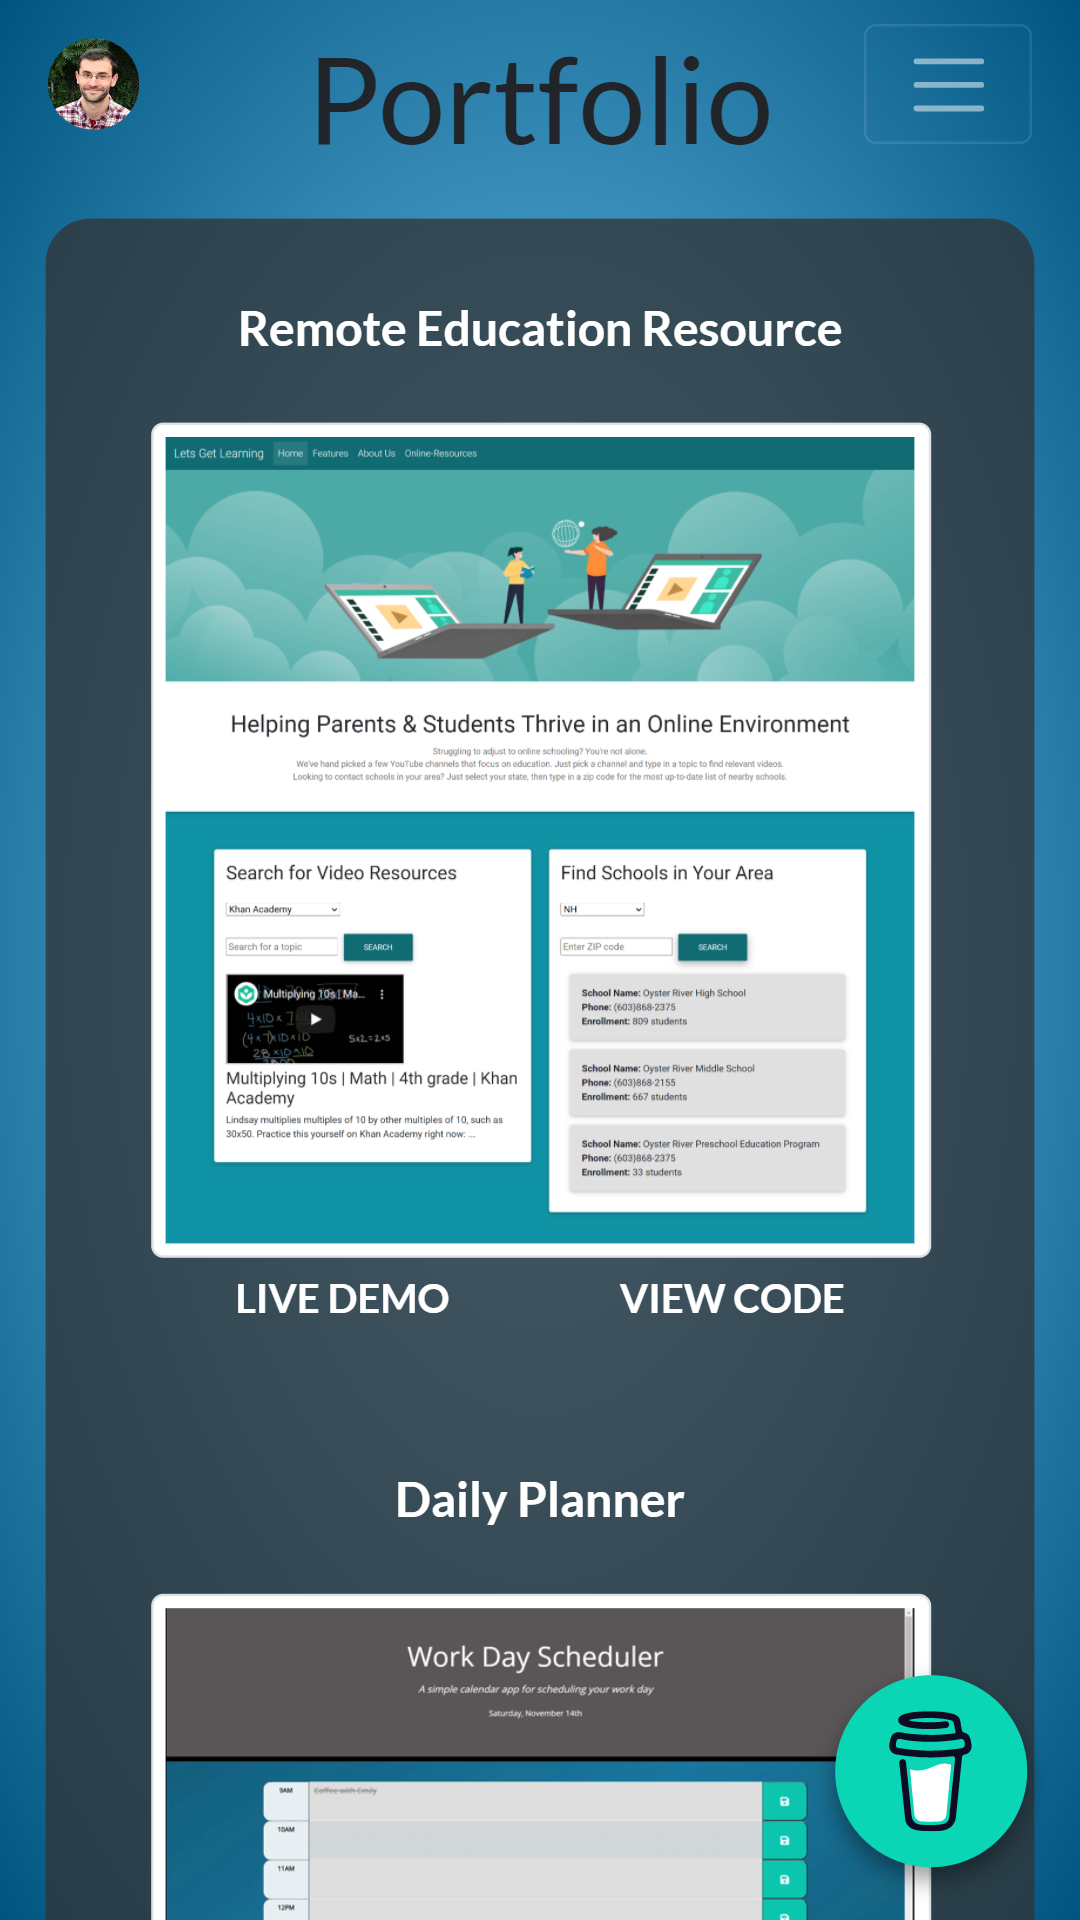 Portfolio
Remote Education Resource
Lets Get Learning Home Features About Us Online-Resources
Helping Parents & Students Thrive in an Online Environment
Struggling to adjust to online schooling? You're not alone.
We've hand picked a few YouTube channels that focus on education. Just pick a channel and type in a topic to find relevant videos.
Looking to contact schools in your area? Just select your state, then type in a zip code for the most up-to-date list of nearby schools.
Search for Video Resources
Khan Academy
Search for a topic SEARCH
Multiplying 10s | Ma...
4x10 x
5x2=2x5
28 x10 x10
Multiplying 10s | Math | 4th grade | Khan
Academy
Lindsay multiplies multiples of 10 by other multiples of 10, such as
30x50. Practice this yourself on Khan Academy right now: ...
Find Schools in Your Area
NH
Enter ZIP code SEARCH
School Name: Oyster River High School
Phone: (603)868-2375
Enrollment: 809 students
School Name: Oyster River Middle School
Phone: (603)868-2155
Enrollment: 667 students
School Name: Oyster River Preschool Education Program
Phone: (603)868-2375
Enrollment: 33 students
LIVE DEMO VIEW CODE
Daily Planner
Work Day Scheduler
A simple calendar app for scheduling your work day
Saturday, November 14th
9AM Coffee with Emily
10AM
11AM
12PM